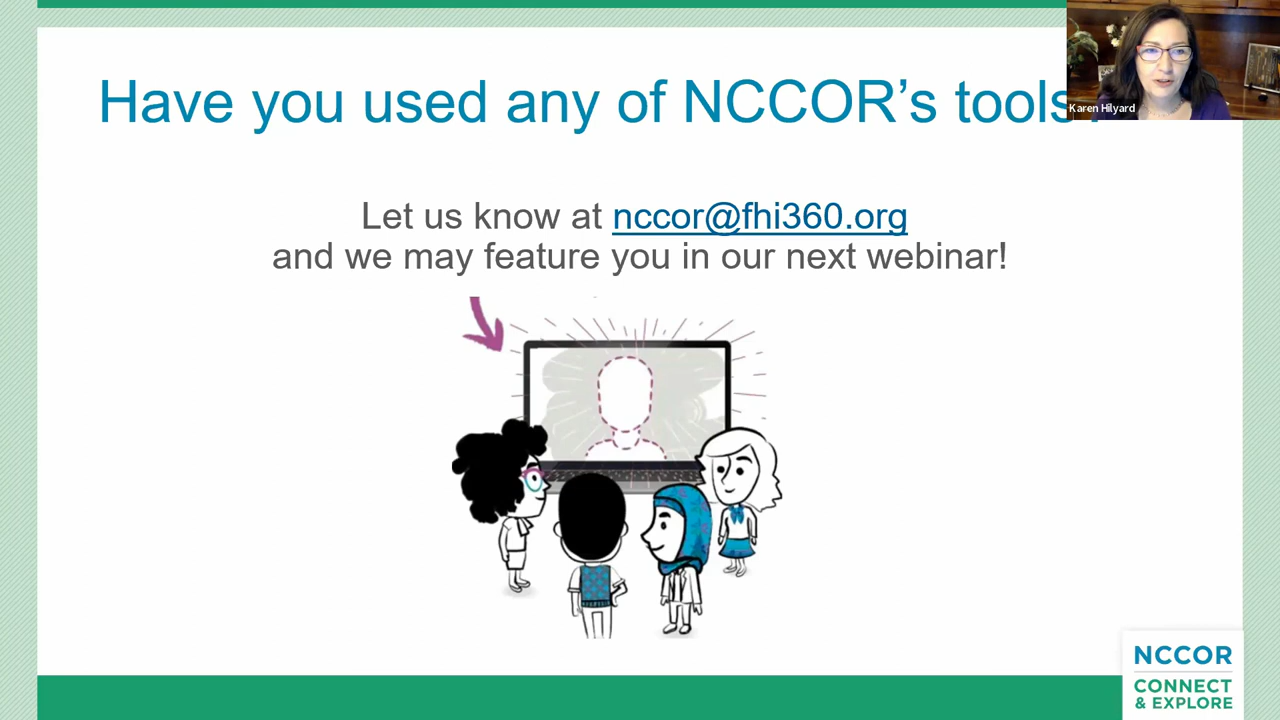 Have you used any of NCCOR's tools
Karen Hilyard
Let us know at nccor@fhi360.org
and we may feature you in our next webinar!
NCCOR
CONNECT
& EXPLORE